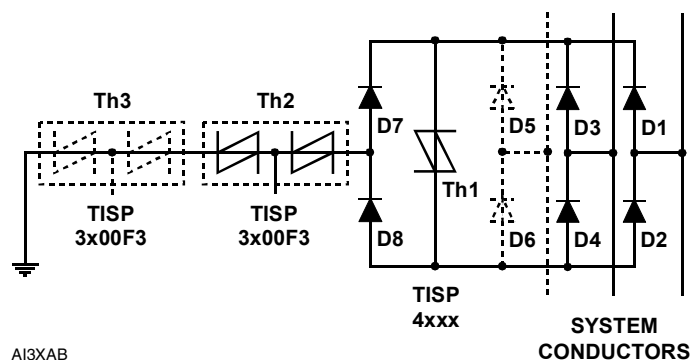 Th3
Th2
D7
D5
D3
D1
Th1
TISP
3x00F3
TISP
3x00F3
D8
D6
D4
D2
TISP
4xxx
SYSTEM
CONDUCTORS
AI3XAB